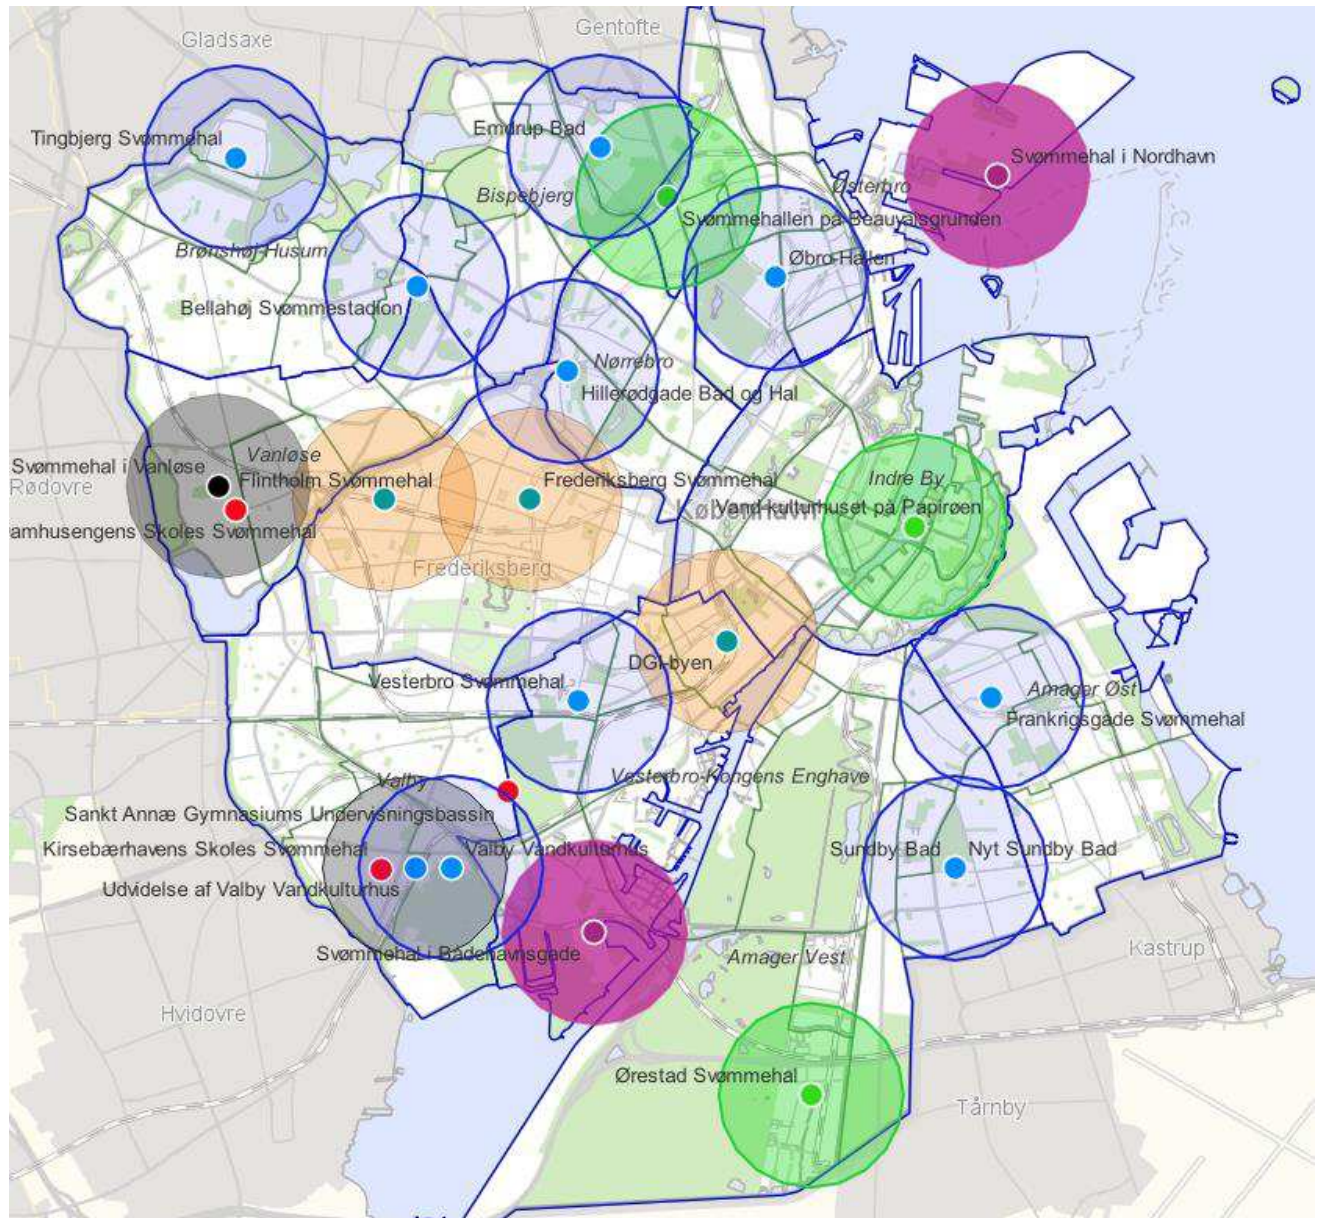 Gentofte
Gladsaxe
Emdrup Bad
Tingbjerg Svømmehal
Svømmehal i Nordhavn
Bispebjerg
Østerbro
Svømmehallen på Beauvaisgrunden
Brønshøj-Husum
Øbro-Hallen
Bellahøj Svømmestadion
Nørrebro
Hillerødgade Bad og Hal
Vanløse
Svømmehal i Vanløse
Flintholm Svømmehal
Frederiksberg Svømmehal
Indre By
Rødovre
København
Vandkulturhuset på Papirøen
amhusengens Skoles Svømmehal
Frederiksberg
DGI-byen
Vesterbro Svømmehal
Amager Øst
Frankrigsgade Svømmehal
Valby
Vesterbro-Kongens Enghave
Sankt Annæ Gymnasiums Undervisningsbassin
Kirsebærhavens Skoles Svømmehal
Valby Vandkulturhus
Sundby Bad
Nyt Sundby Bad
Udvidelse af Valby Vandkulturhus
Svømmehal i Bådehavnsgade
Amager Vest
Kastrup
Hvidovre
Ørestad Svømmehal
Tårnby